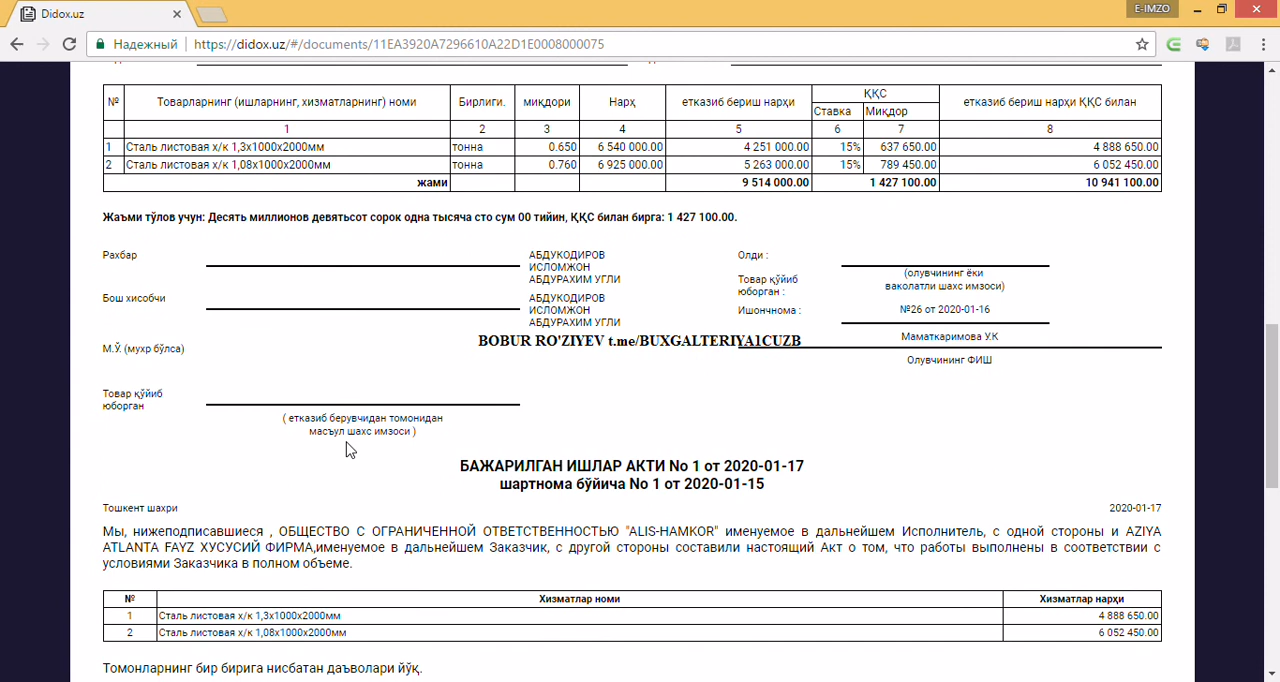 Didox.uz
E-IMZO
Надежный https://didox.uz/#/documents/11EA3920A7296610A22D1E0008000075
№ Товарларнинг (ишларнинг, хизматларнинг) номи Бирлиги. миқдори Нарҳ етказиб бериш нарҳи ҚҚС етказиб бериш нарҳи ҚҚС билан
Ставка Миқдор
1 2 3 4 5 6 7 8
1 Сталь листовая х/к 1,3х1000х2000мм тонна 0.650 6 540 000.00 4 251 000.00 15% 637 650.00 4 888 650.00
2 Сталь листовая х/к 1,08х1000х2000мм тонна 0.760 6 925 000.00 5 263 000.00 15% 789 450.00 6 052 450.00
жами 9 514 000.00 1 427 100.00 10 941 100.00
Жаъми тўлов учун: Десять миллионов девятьсот сорок одна тысяча сто сум 00 тийин, ҚҚС билан бирга: 1 427 100.00.
Рахбар АБДУКОДИРОВ ИСЛОМЖОН АБДУРАХИМ УГЛИ
Олди :
(олувчининг ёки
ваколатли шахс имзоси)
Товар қўйиб
юборган :
Бош хисобчи АБДУКОДИРОВ ИСЛОМЖОН АБДУРАХИМ УГЛИ
Ишончнома : №26 от 2020-01-16
BOBUR RO'ZIYEV t.me/BUXGALTERIYA1CUZB
Маматкаримова У.К
М.Ў. (мухр бўлса)
Олувчининг ФИШ
Товар қўйиб
юборган
( етказиб берувчидан томонидан
масъул шахс имзоси )
БАЖАРИЛГАН ИШЛАР АКТИ No 1 от 2020-01-17
шартнома бўйича No 1 от 2020-01-15
Тошкент шахри 2020-01-17
Мы, нижеподписавшиеся , ОБЩЕСТВО С ОГРАНИЧЕННОЙ ОТВЕТСТВЕННОСТЬЮ "ALIS-HAMKOR" именуемое в дальнейшем Исполнитель, с одной стороны и AZIYA
ATLANTA FAYZ ХУСУСИЙ ФИРМА,именуемое в дальнейшем Заказчик, с другой стороны составили настоящий Акт о том, что работы выполнены в соответствии с
условиями Заказчика в полном объеме.
№ Хизматлар номи Хизматлар нарҳи
1 Сталь листовая х/к 1,3х1000х2000мм 4 888 650.00
2 Сталь листовая х/к 1,08х1000х2000мм 6 052 450.00
Томонларнинг бир бирига нисбатан даъволари йўқ.